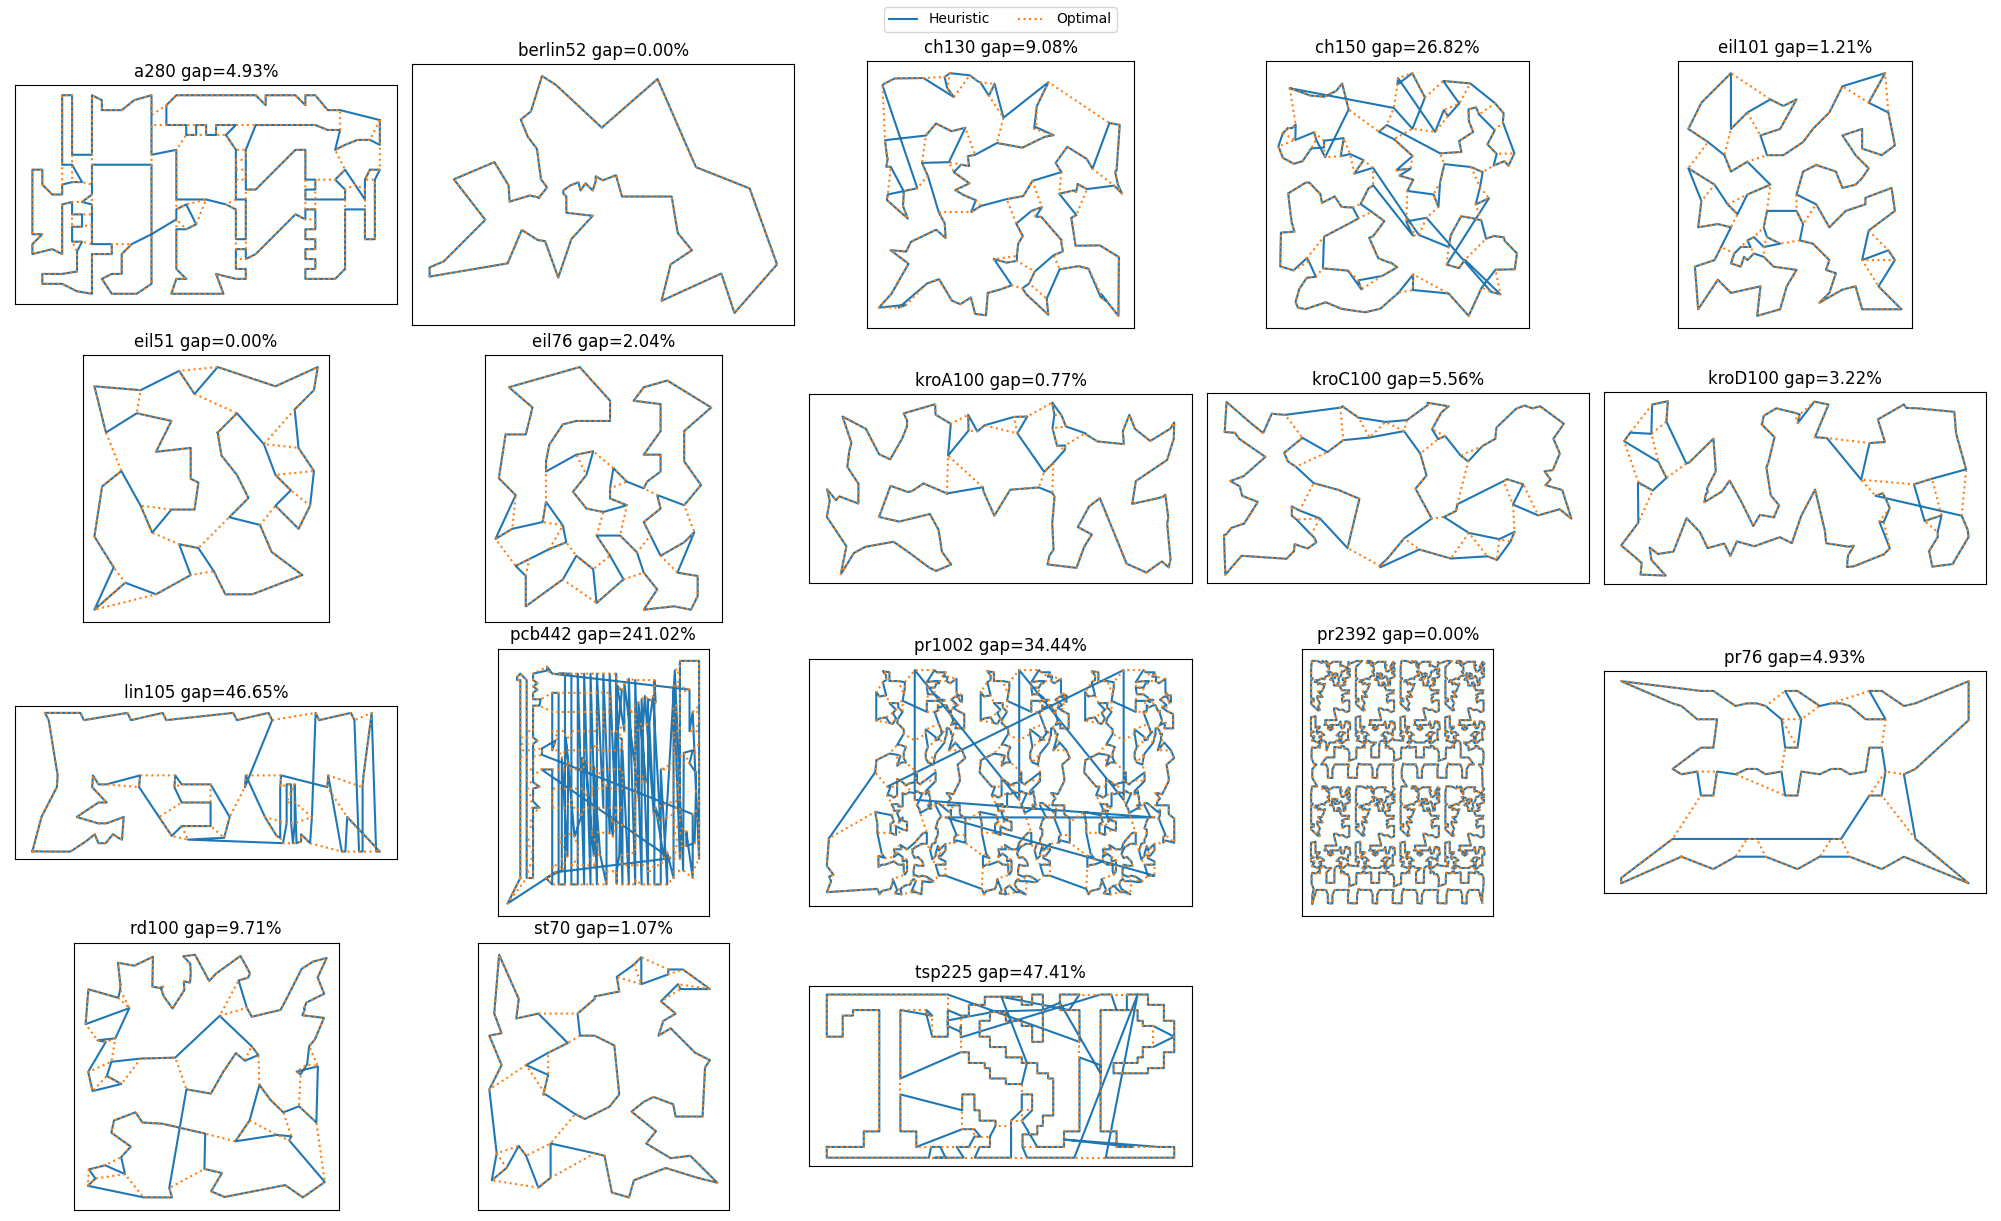 Heuristic Optimal
a280 gap=4.93%
berlin52 gap=0.00%
ch130 gap=9.08%
ch150 gap=26.82%
eil101 gap=1.21%
eil51 gap=0.00%
eil76 gap=2.04%
kroA100 gap=0.77%
kroC100 gap=5.56%
kroD100 gap=3.22%
lin105 gap=46.65%
pcb442 gap=241.02%
pr1002 gap=34.44%
pr2392 gap=0.00%
pr76 gap=4.93%
rd100 gap=9.71%
st70 gap=1.07%
tsp225 gap=47.41%